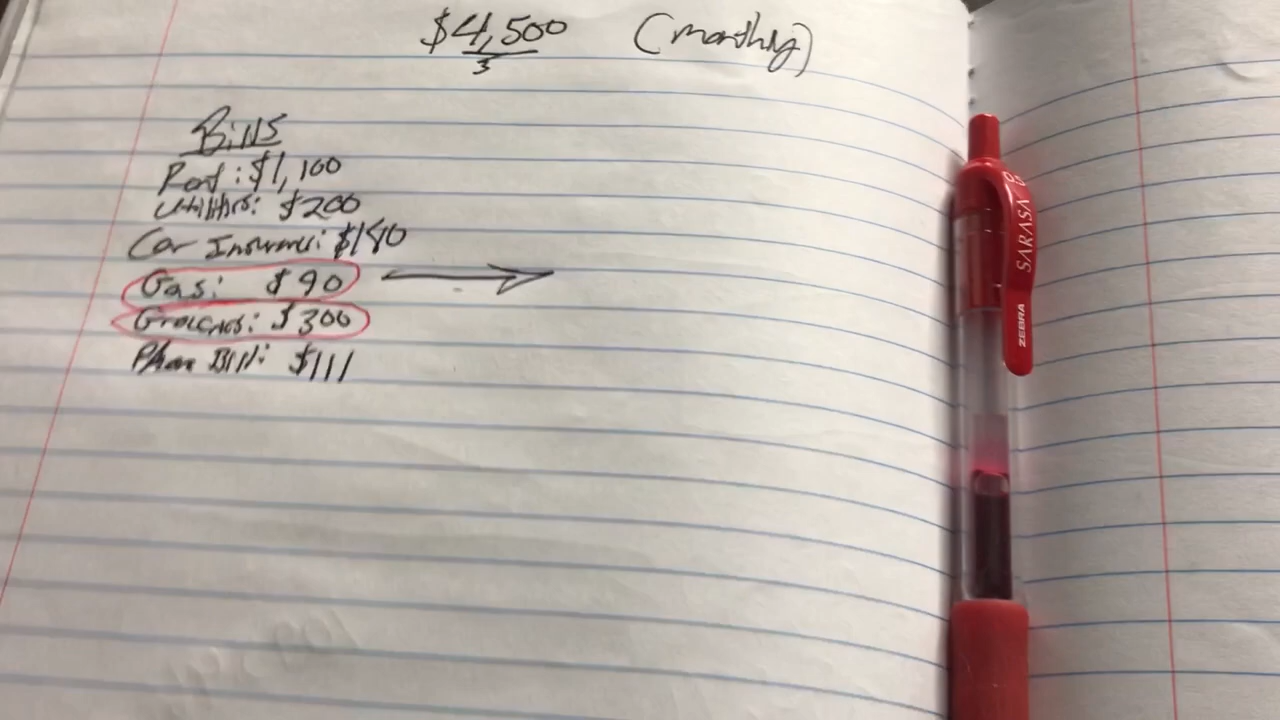 $4,500 (monthly)
3
Bills
Rent: $1,100
Utilities: $200
Car Insurance: $180
Gas: $90
Groceries: $300
Phone Bill: $111
SARASA
ZEBRA